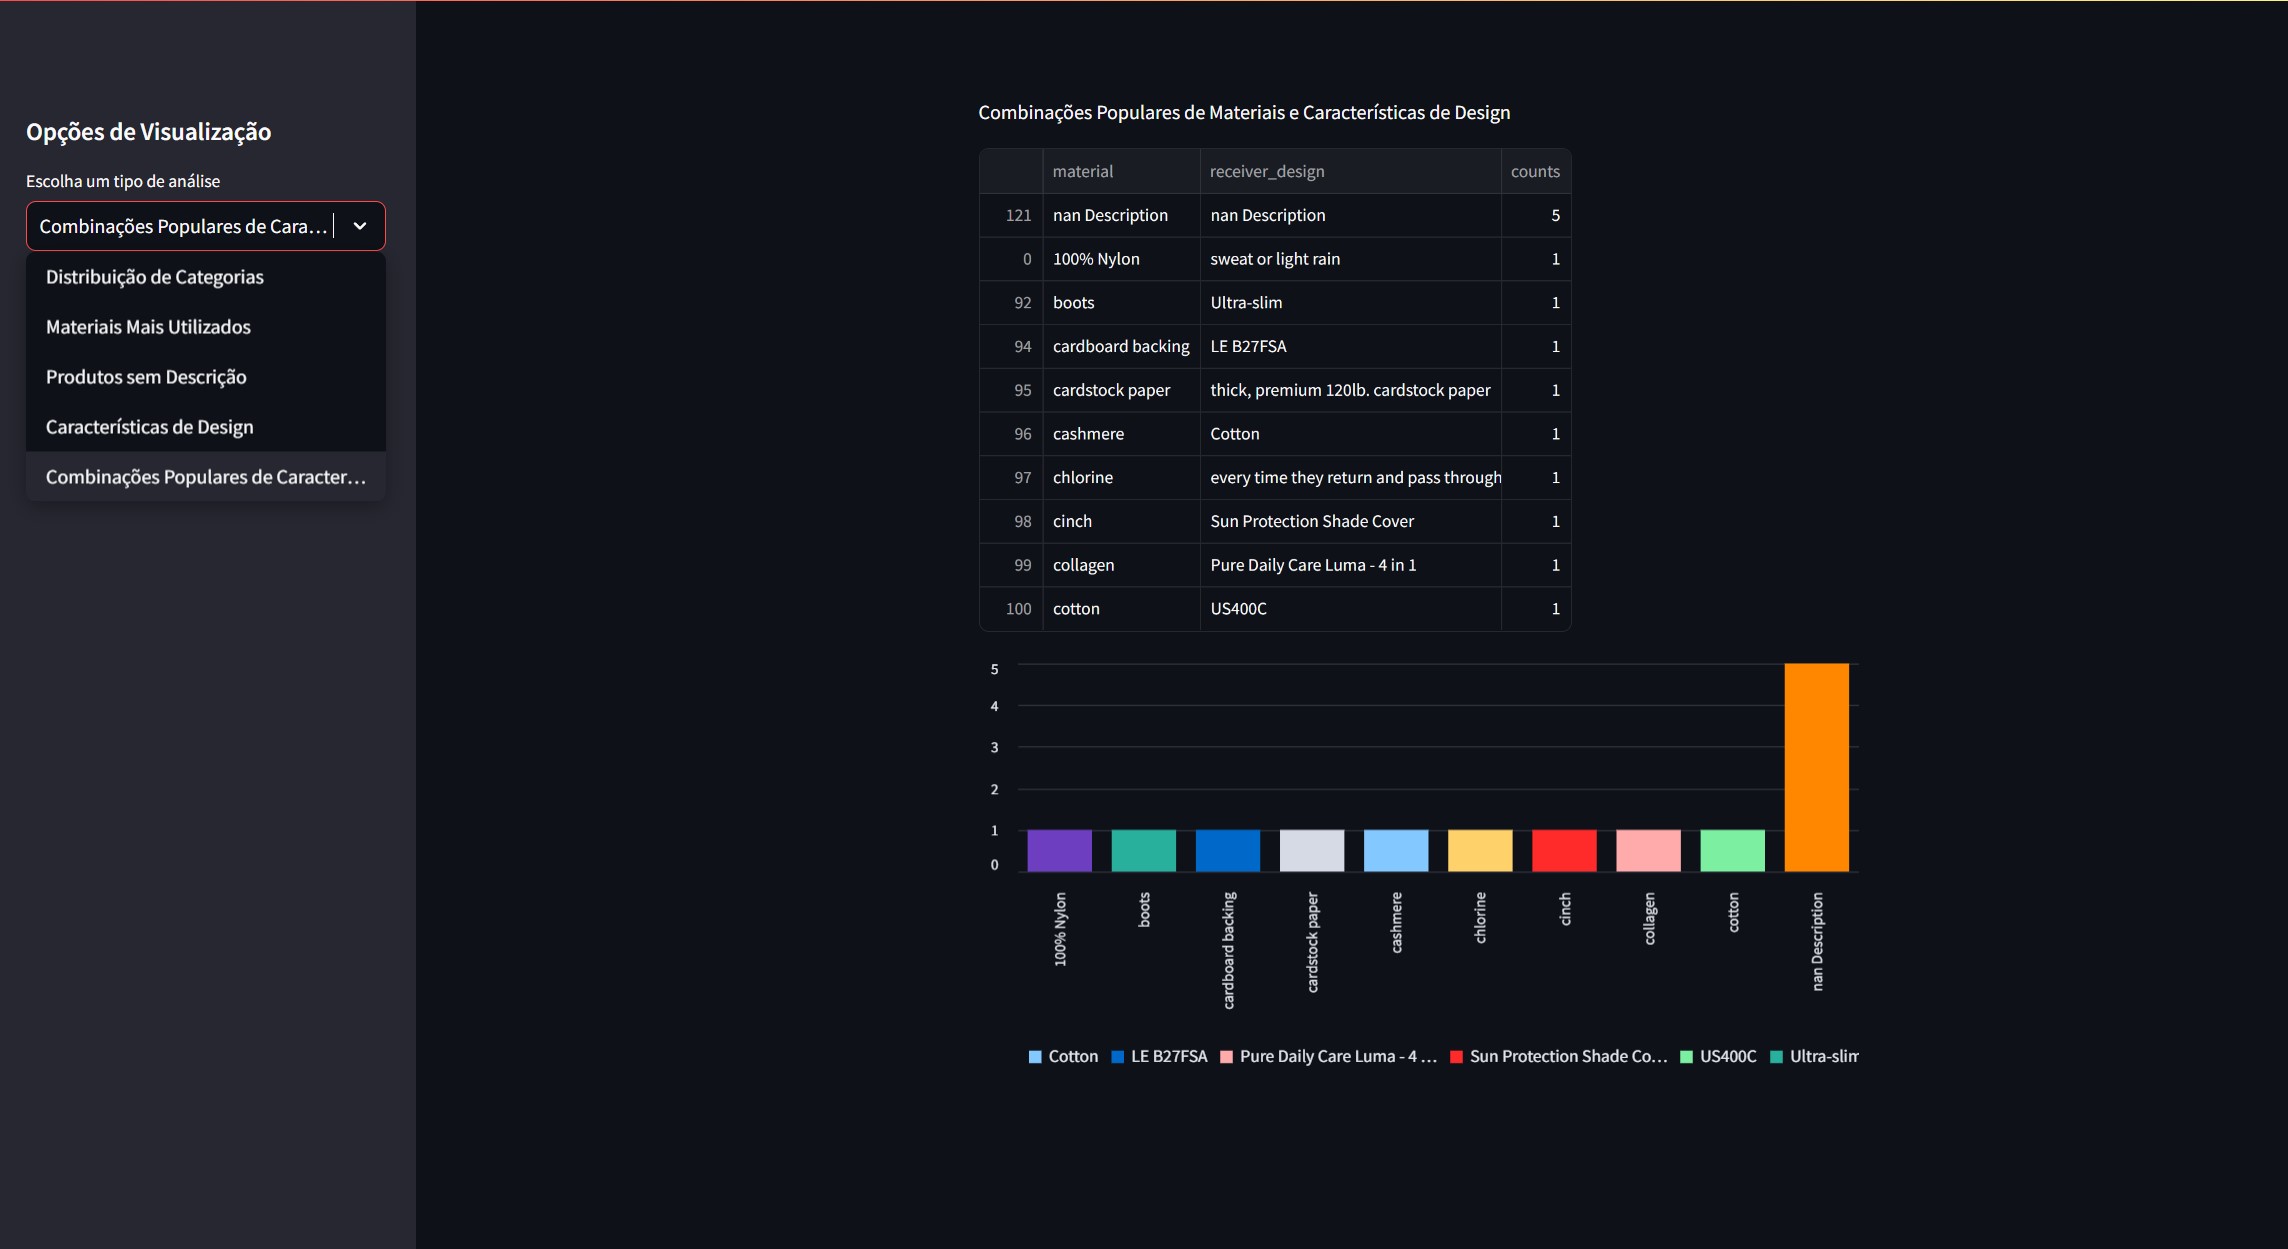 Opções de Visualização
Escolha um tipo de análise
Combinações Populares de Cara...
Distribuição de Categorias
Materiais Mais Utilizados
Produtos sem Descrição
Características de Design
Combinações Populares de Caracter...
Combinações Populares de Materiais e Características de Design
material receiver_design counts
121 nan Description nan Description 5
0 100% Nylon sweat or light rain 1
92 boots Ultra-slim 1
94 cardboard backing LE B27FSA 1
95 cardstock paper thick, premium 120lb. cardstock paper 1
96 cashmere Cotton 1
97 chlorine every time they return and pass through 1
98 cinch Sun Protection Shade Cover 1
99 collagen Pure Daily Care Luma - 4 in 1 1
100 cotton US400C 1
5
4
3
2
1
0
100% Nylon
boots
cardboard backing
cardstock paper
cashmere
chlorine
cinch
collagen
cotton
nan Description
Cotton LE B27FSA Pure Daily Care Luma - 4 ... Sun Protection Shade Co... US400C Ultra-slim